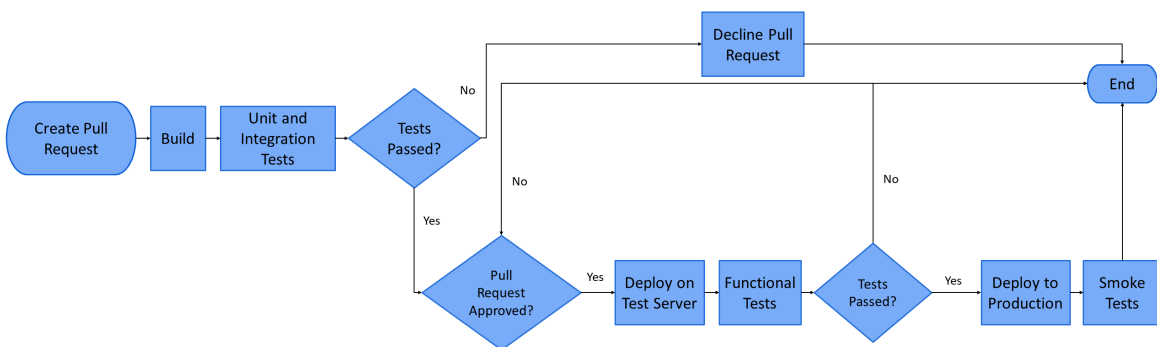 Create Pull
Request
Build
Unit and
Integration
Tests
Tests
Passed?
No
Decline Pull
Request
End
Yes
No
Pull
Request
Approved?
Yes
Deploy on
Test Server
Functional
Tests
Tests
Passed?
No
Yes
Deploy to
Production
Smoke
Tests